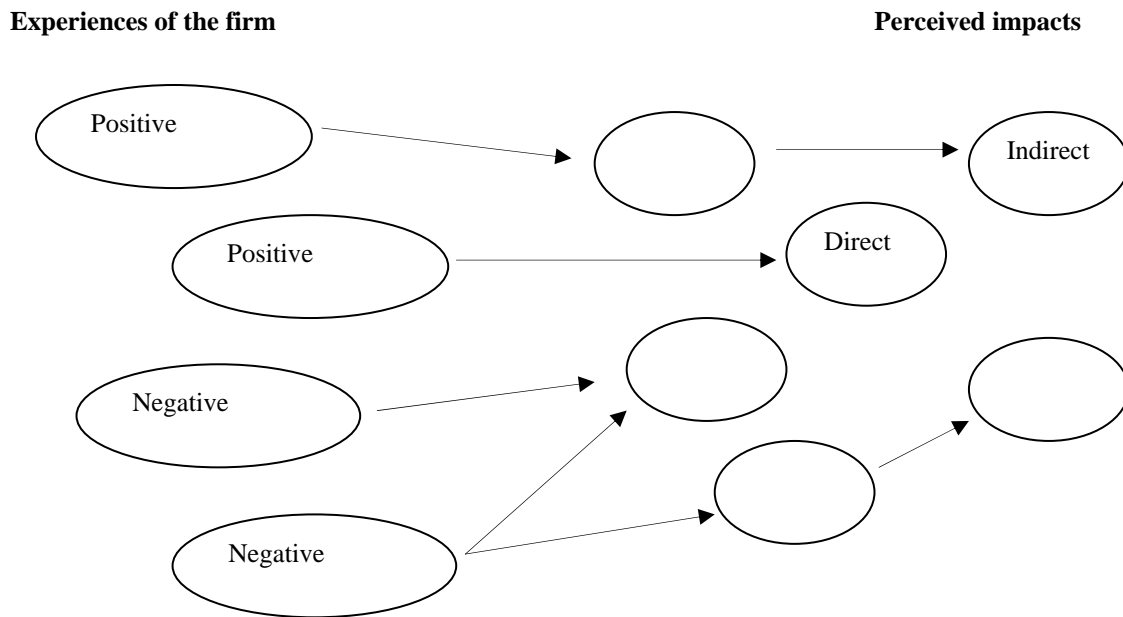 Experiences of the firm
Perceived impacts
Positive
Indirect
Positive
Direct
Negative
Negative